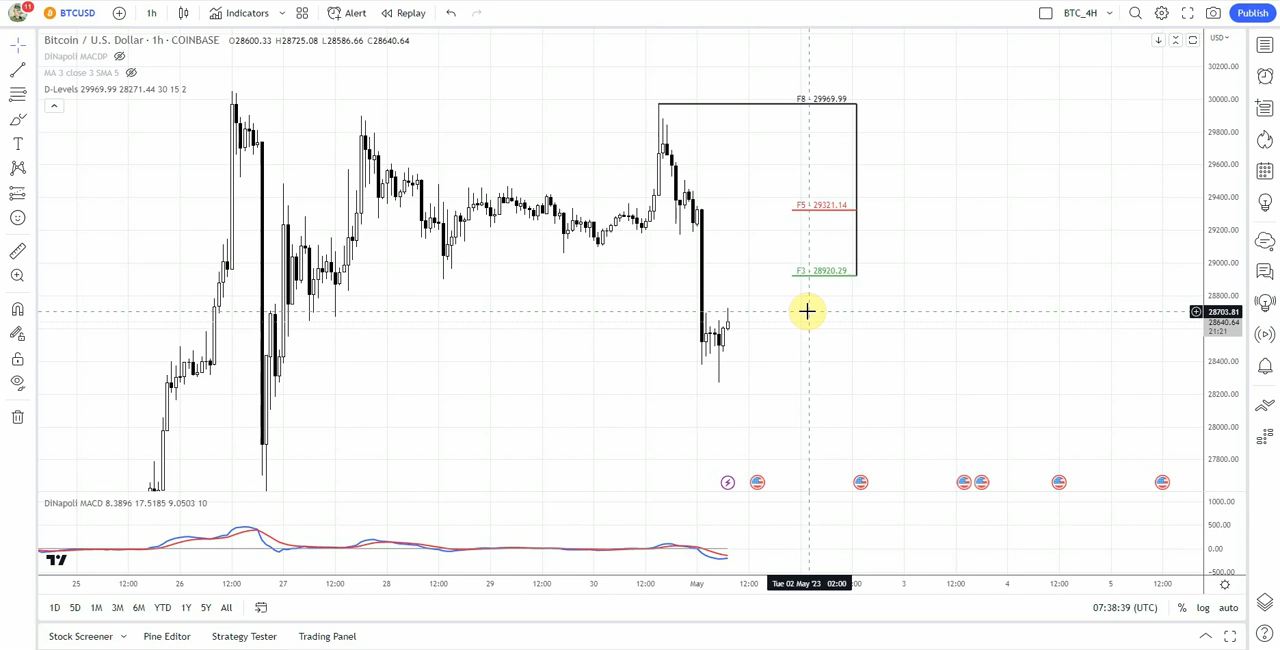 11
BTCUSD
1h
Indicators
Alert
Replay
BTC_4H
Publish
Bitcoin / U.S. Dollar · 1h · COINBASE O28600.33 H28725.08 L28586.66 C28640.64
DiNapoli MACDP
MA 3 close 3 SMA 5
D-Levels 29969.99 28271.44 30 15 2
USD
30200.00
30000.00
29800.00
29600.00
29400.00
29200.00
29000.00
28800.00
28703.81
28640.64
21:21
28400.00
28200.00
28000.00
27800.00
F8 - 29969.99
F5 - 29321.14
F3 - 28920.29
DiNapoli MACD 8.3896 17.5185 9.0503 10
1000.00
500.00
0.00
-500.00
25 12:00 26 12:00 27 12:00 28 12:00 29 12:00 30 12:00 May 12:00 Tue 02 May '23 02:00 :00 3 12:00 4 12:00 5 12:00
1D 5D 1M 3M 6M YTD 1Y 5Y All
07:38:39 (UTC) % log auto
Stock Screener Pine Editor Strategy Tester Trading Panel